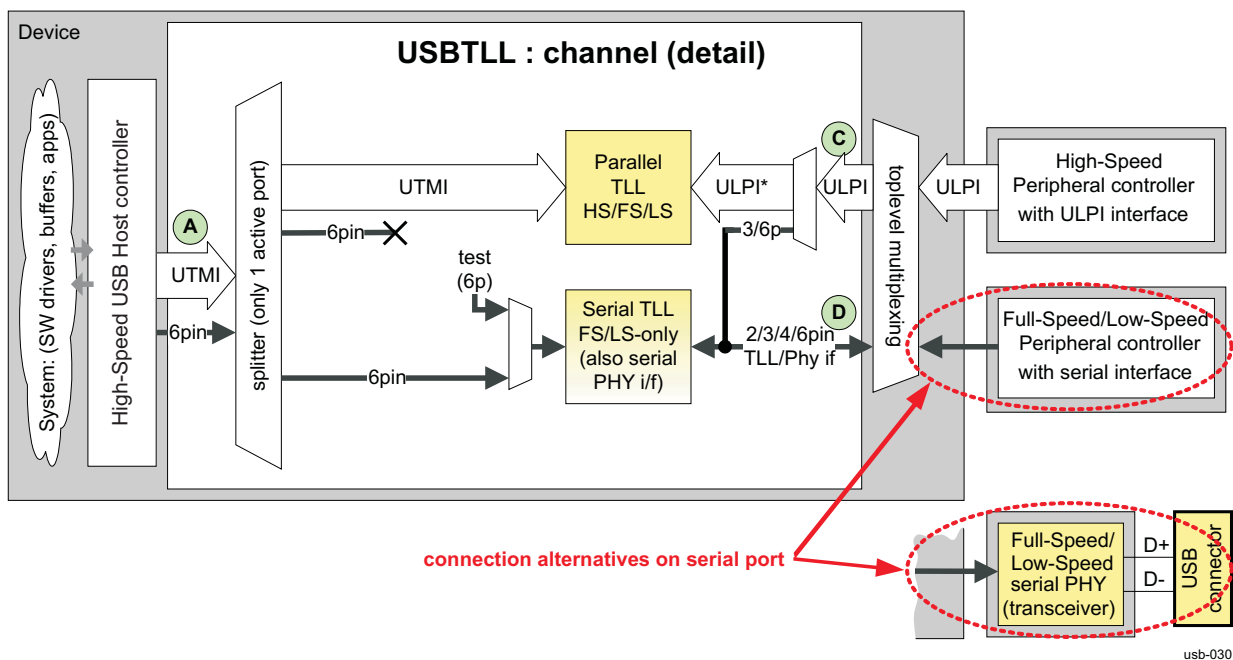 Device
USBTLL : channel (detail)
System: (SW drivers, buffers, apps)
High-Speed USB Host controller
A
UTMI
6pin
splitter (only 1 active port)
UTMI
6pin
test
(6p)
6pin
Parallel
TLL
HS/FS/LS
Serial TLL
FS/LS-only
(also serial
PHY i/f)
ULPI*
3/6p
C
ULPI
D
2/3/4/6pin
TLL/Phy if
toplevel multiplexing
ULPI
High-Speed
Peripheral controller
with ULPI interface
Full-Speed/Low-Speed
Peripheral controller
with serial interface
connection alternatives on serial port
Full-Speed/
Low-Speed
serial PHY
(transceiver)
D+
D-
USB
connector
usb-030